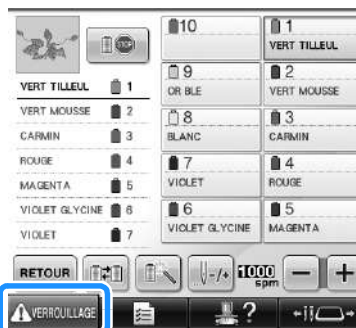 VERT TILLEUL 1
VERT MOUSSE 2
CARMIN 3
ROUGE 4
MAGENTA 5
VIOLET GLYCINE 6
VIOLET 7
STOP
10
1
VERT TILLEUL
9
OR BLE
2
VERT MOUSSE
8
BLANC
3
CARMIN
7
VIOLET
4
ROUGE
6
VIOLET GLYCINE
5
MAGENTA
RETOUR
-/+
1000
spm
- +
VERROUILLAGE
?